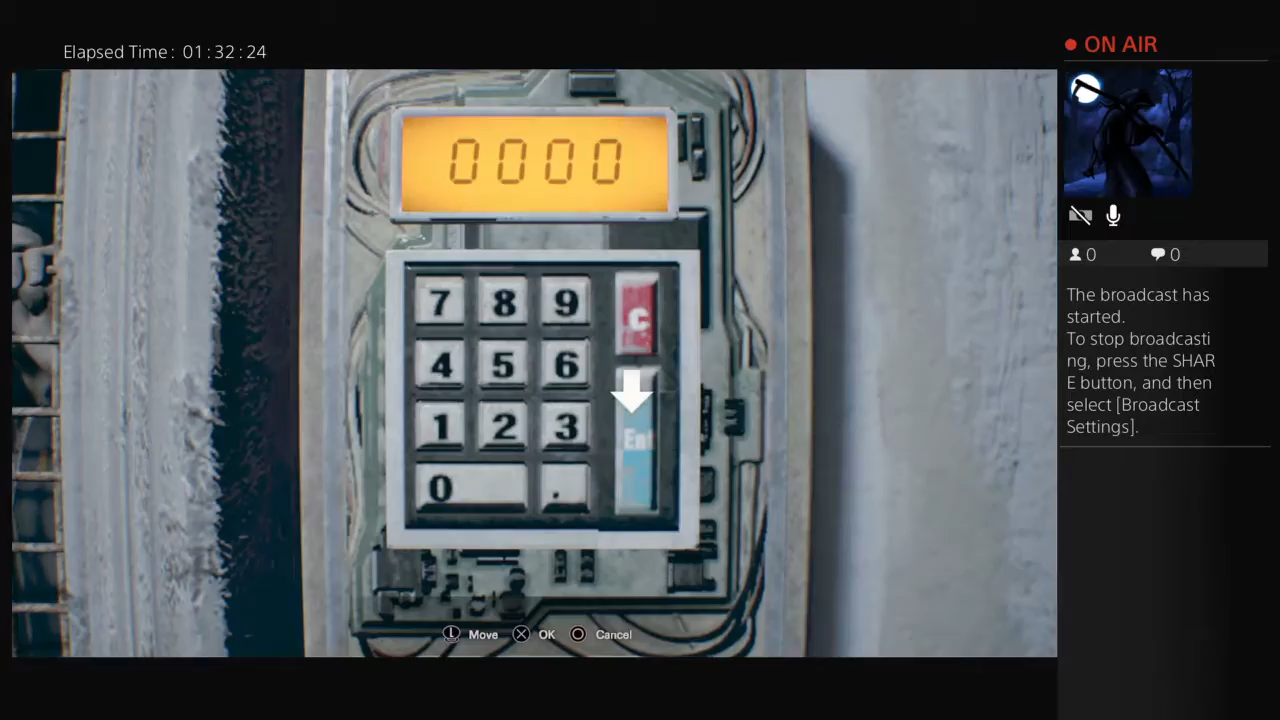 Elapsed Time: 01:32:24
ON AIR
0000
7 8 9 C
4 5 6
1 2 3 Ent
0 .
L Move OK Cancel
0 0
The broadcast has
started.
To stop broadcasti
ng, press the SHAR
E button, and then
select [Broadcast
Settings].